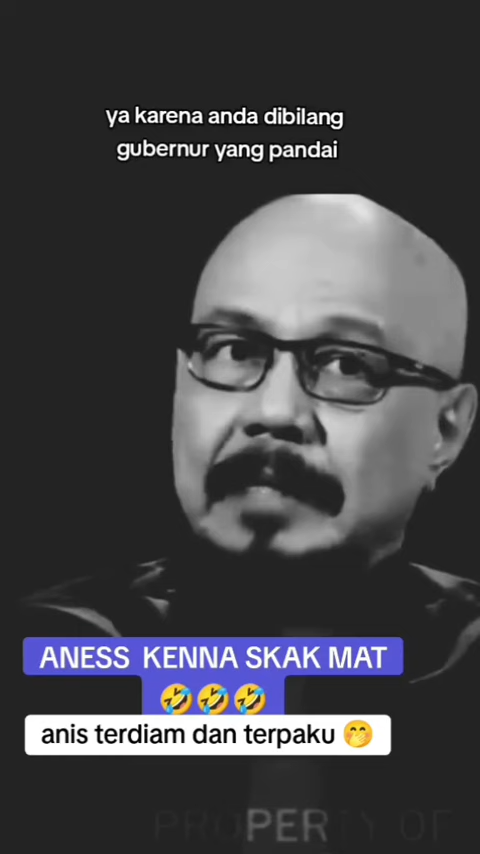 ya karena anda dibilang
gubernur yang pandai
ANESS KENNA SKAK MAT
🤣🤣🤣
anis terdiam dan terpaku 🤭
PROPERTY OF